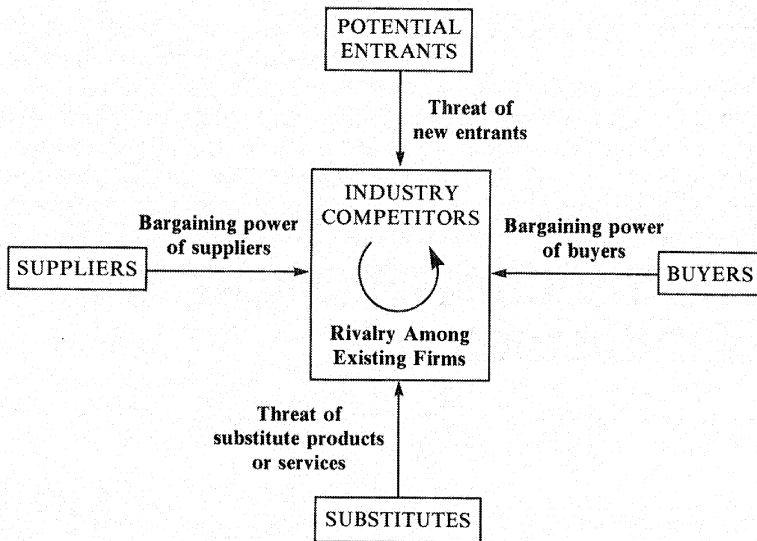 POTENTIAL
ENTRANTS
Threat of
new entrants
INDUSTRY
COMPETITORS
Bargaining power
of suppliers
Bargaining power
of buyers
SUPPLIERS
BUYERS
Rivalry Among
Existing Firms
Threat of
substitute products
or services
SUBSTITUTES